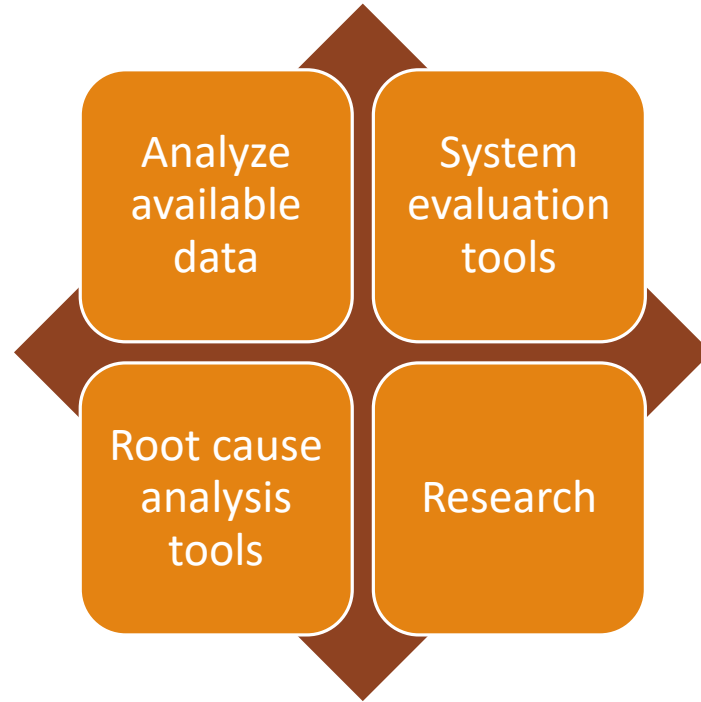 Analyze
available
data
System
evaluation
tools
Root cause
analysis
tools
Research